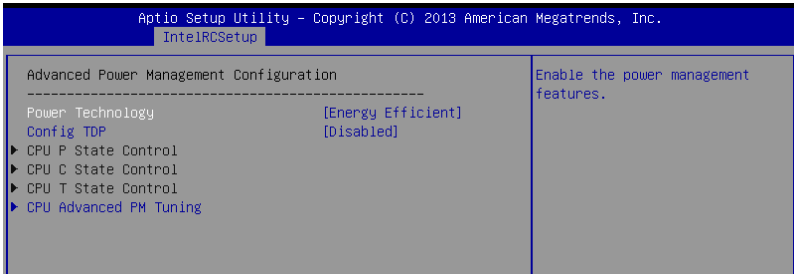 Aptio Setup Utility – Copyright (C) 2013 American Megatrends, Inc.
IntelRCSetup
Advanced Power Management Configuration
--------------------------------------------------
Power Technology [Energy Efficient]
Config TDP [Disabled]
▶ CPU P State Control
▶ CPU C State Control
▶ CPU T State Control
▶ CPU Advanced PM Tuning
Enable the power management
features.